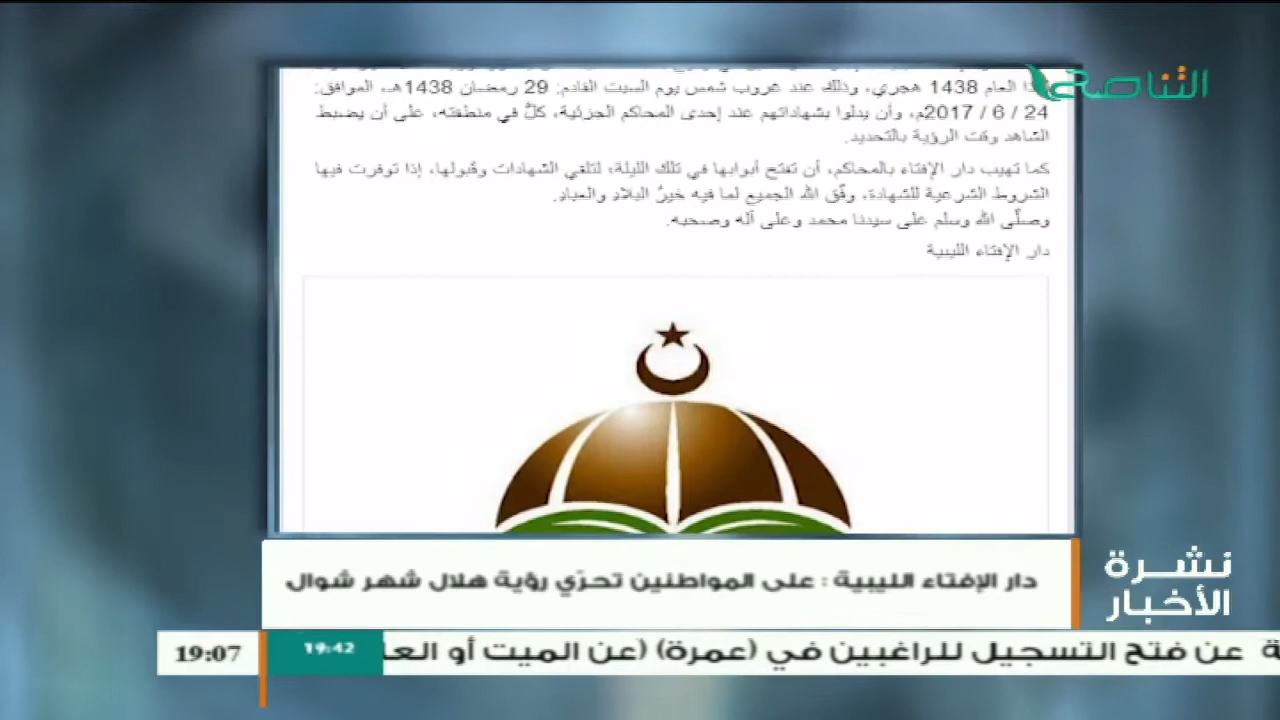 التناصح
هذا العام 1438 هجري، وذلك عند غروب شمس يوم السبت القادم: 29 رمضان 1438هـ، الموافق:
24 / 6 / 2017م، وأن يدلوا بشهاداتهم عند إحدى المحاكم الجزئية، كلٌّ في منطقته، على أن يضبط
الشاهد وقت الرؤية بالتحديد.
كما تهيب دار الإفتاء بالمحاكم، أن تفتح أبوابها في تلك الليلة؛ لتلقي الشهادات وقبولها، إذا توفرت فيها
الشروط الشرعية للشهادة، وفّق الله الجميع لما فيه خيرُ البلادِ والعبادِ.
وصلَّى الله وسلم على سيدنا محمد وعلى آله وصحبه.
دار الإفتاء الليبية
دار الإفتاء الليبية : على المواطنين تحرّي رؤية هلال شهر شوال
نشرة
الأخبار
عن فتح التسجيل للراغبين في (عمرة) (عن الميت أو
19:42
19:07